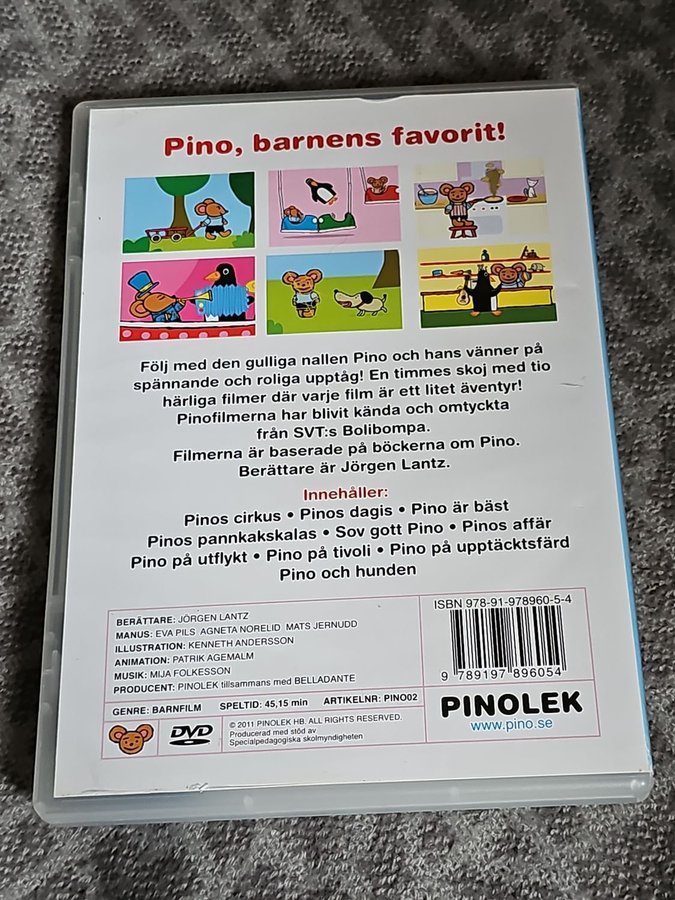 Pino, barnens favorit!
Följ med den gulliga nallen Pino och hans vänner på
spännande och roliga upptåg! En timmes skoj med tio
härliga filmer där varje film är ett litet äventyr!
Pinofilmerna har blivit kända och omtyckta
från SVT:s Bolibompa.
Filmerna är baserade på böckerna om Pino.
Berättare är Jörgen Lantz.
Innehåller:
Pinos cirkus • Pinos dagis • Pino är bäst
Pinos pannkakskalas • Sov gott Pino • Pinos affär
Pino på utflykt • Pino på tivoli • Pino på upptäcktsfärd
Pino och hunden
BERÄTTARE: JÖRGEN LANTZ
MANUS: EVA PILS AGNETA NORELID MATS JERNUDD
ILLUSTRATION: KENNETH ANDERSSON
ANIMATION: PATRIK AGEMALM
MUSIK: MIJA FOLKESSON
PRODUCENT: PINOLEK tillsammans med BELLADANTE
GENRE: BARNFILM SPELTID: 45,15 min ARTIKELNR: PINO02
DVD
© 2011 PINOLEK HB. ALL RIGHTS RESERVED.
Producerad med stöd av
Specialpedagogiska skolmyndigheten
ISBN 978-91-978960-5-4
9 789197 896054
PINOLEK
www.pino.se